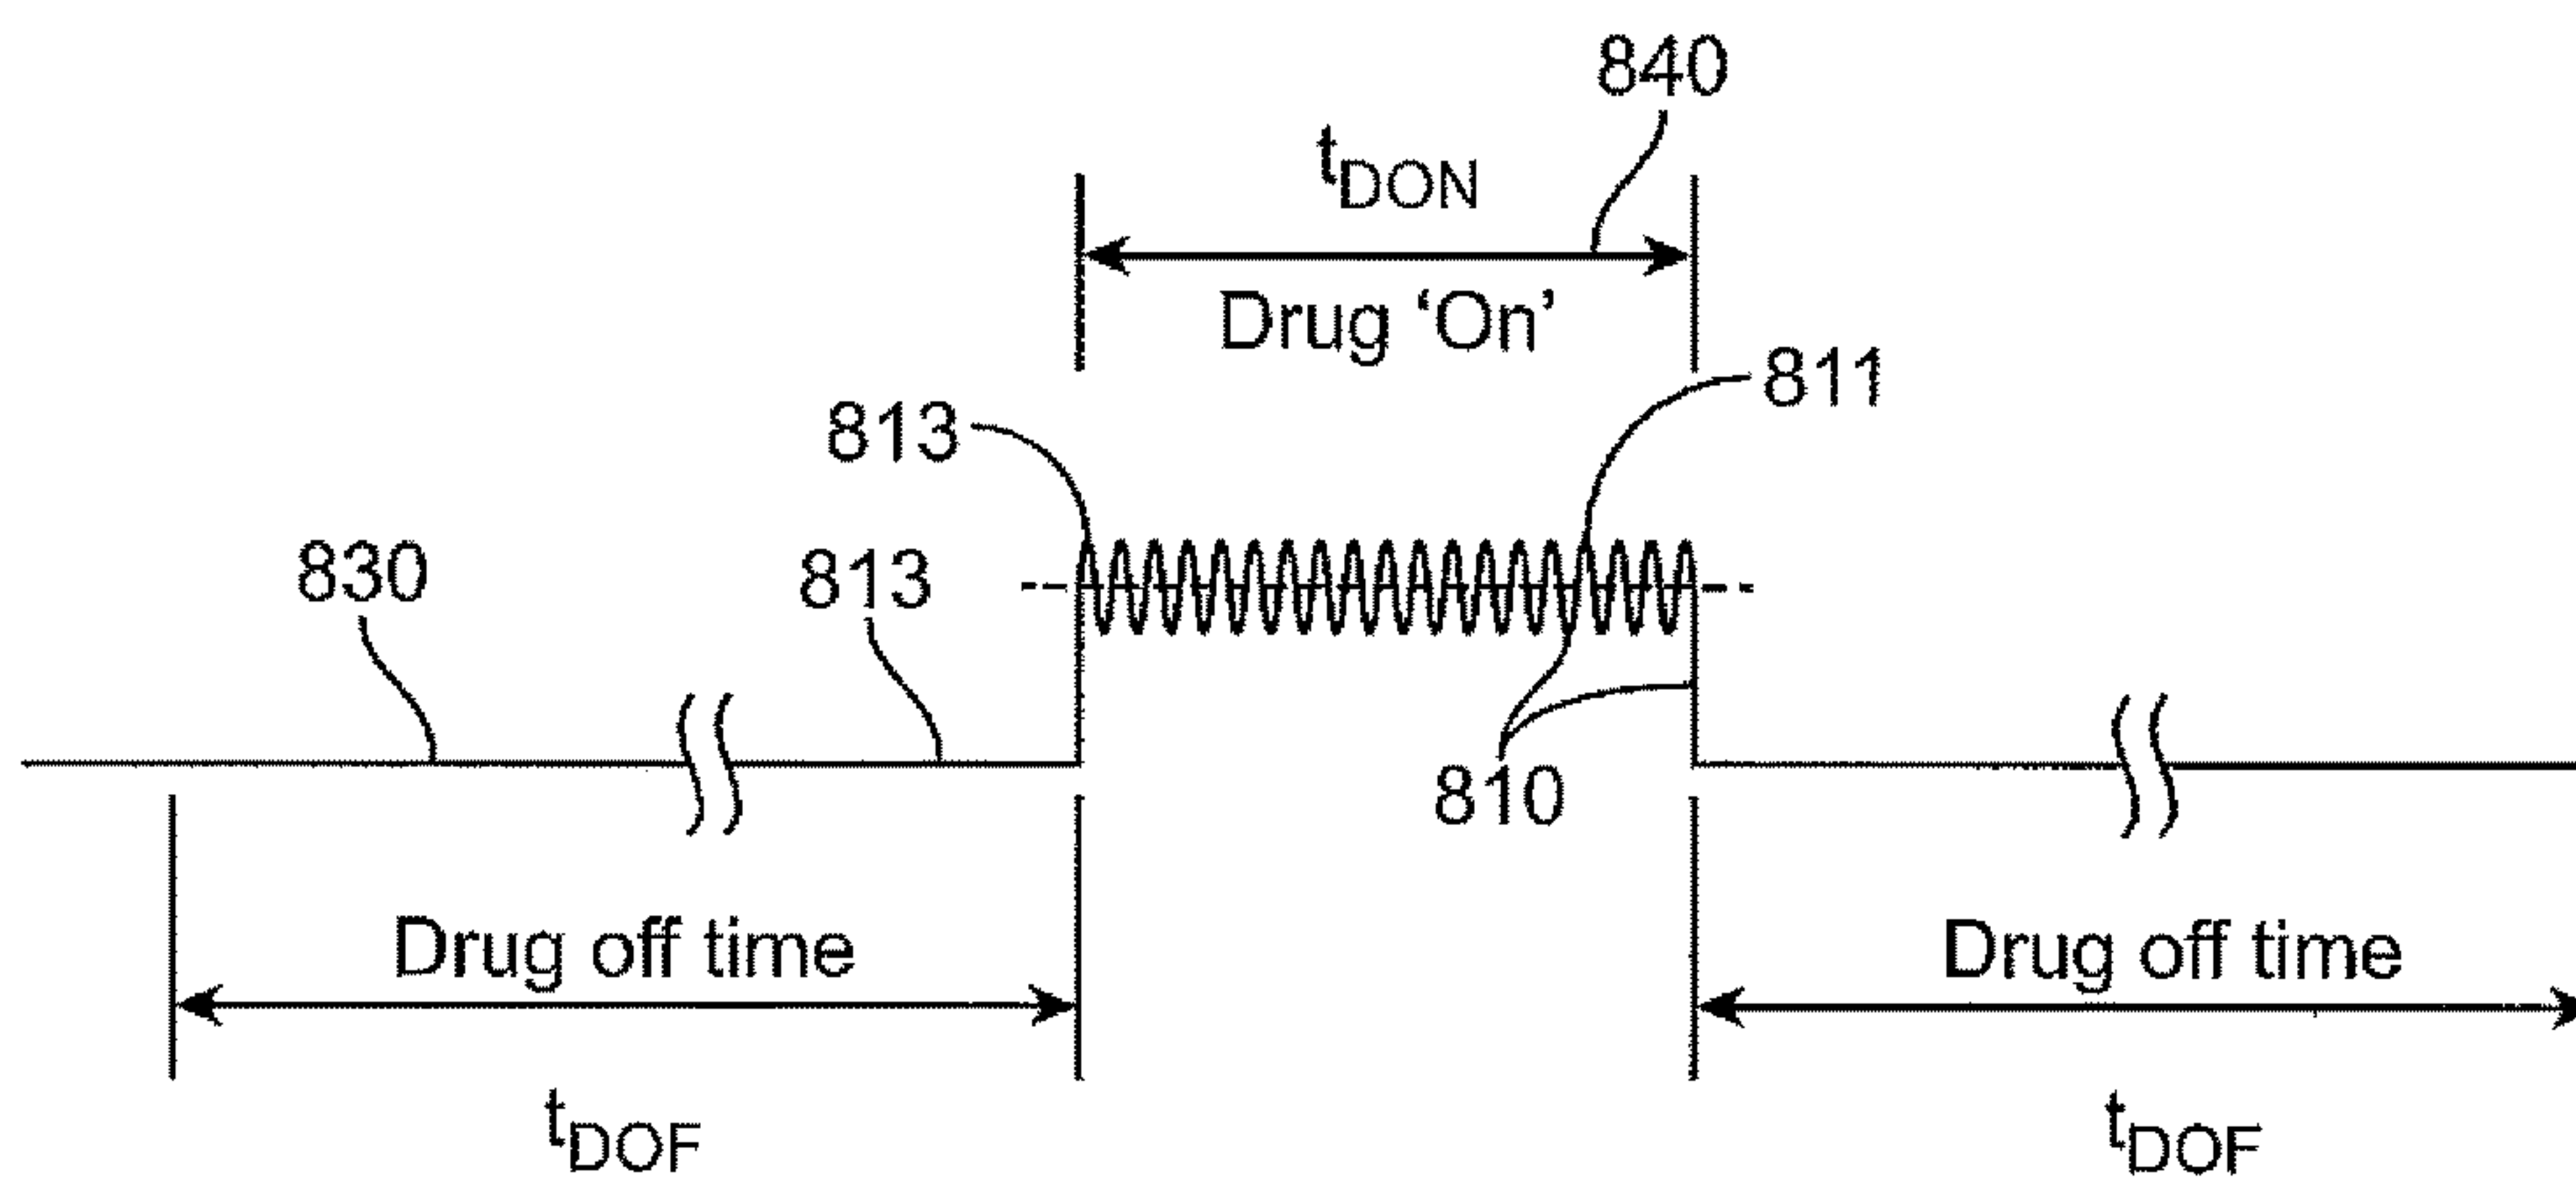 840
tDON
Drug ‘On’
811
813
830
813
810
Drug off time
Drug off time
tDOF
tDOF